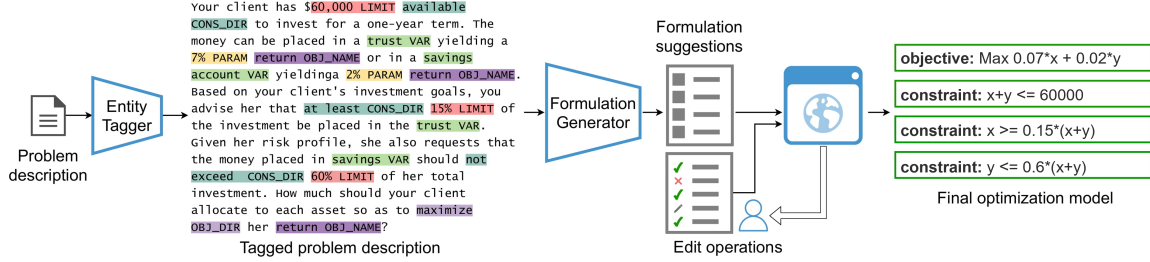 Problem
description
Entity
Tagger
Your client has $60,000 LIMIT available
CONS_DIR to invest for a one-year term. The
money can be placed in a trust VAR yielding a
7% PARAM return OBJ_NAME or in a savings
account VAR yieldinga 2% PARAM return OBJ_NAME.
Based on your client's investment goals, you
advise her that at least CONS_DIR 15% LIMIT of
the investment be placed in the trust VAR.
Given her risk profile, she also requests that
the money placed in savings VAR should not
exceed CONS_DIR 60% LIMIT of her total
investment. How much should your client
allocate to each asset so as to maximize
OBJ_DIR her return OBJ_NAME?
Tagged problem description
Formulation
Generator
Formulation
suggestions
Edit operations
objective: Max 0.07*x + 0.02*y
constraint: x+y <= 60000
constraint: x >= 0.15*(x+y)
constraint: y <= 0.6*(x+y)
Final optimization model